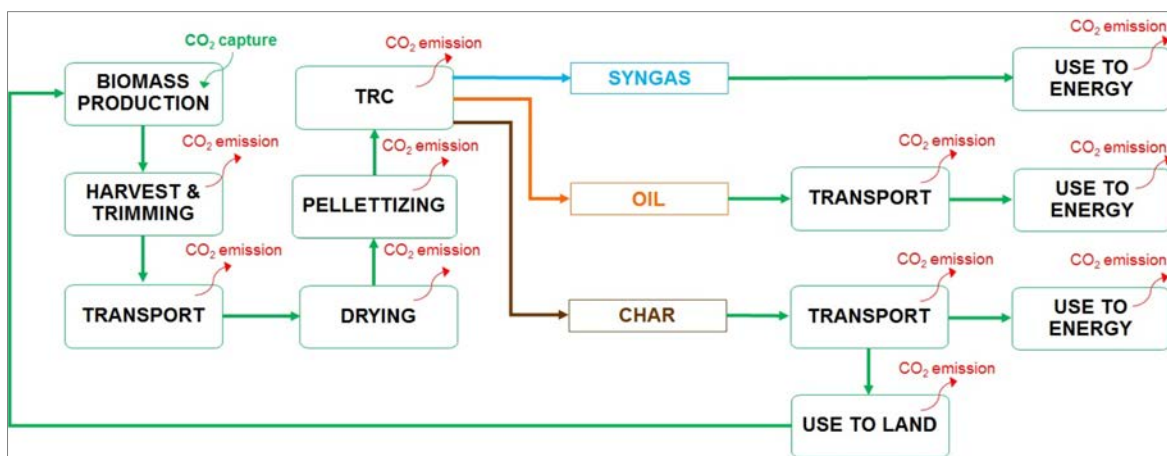 CO₂ capture
BIOMASS
PRODUCTION
CO₂ emission
HARVEST &
TRIMMING
CO₂ emission
TRANSPORT
CO₂ emission
DRYING
CO₂ emission
PELLETTIZING
CO₂ emission
TRC
SYNGAS
CO₂ emission
USE TO
ENERGY
OIL
CO₂ emission
TRANSPORT
CO₂ emission
USE TO
ENERGY
CHAR
CO₂ emission
TRANSPORT
CO₂ emission
USE TO
ENERGY
CO₂ emission
USE TO LAND